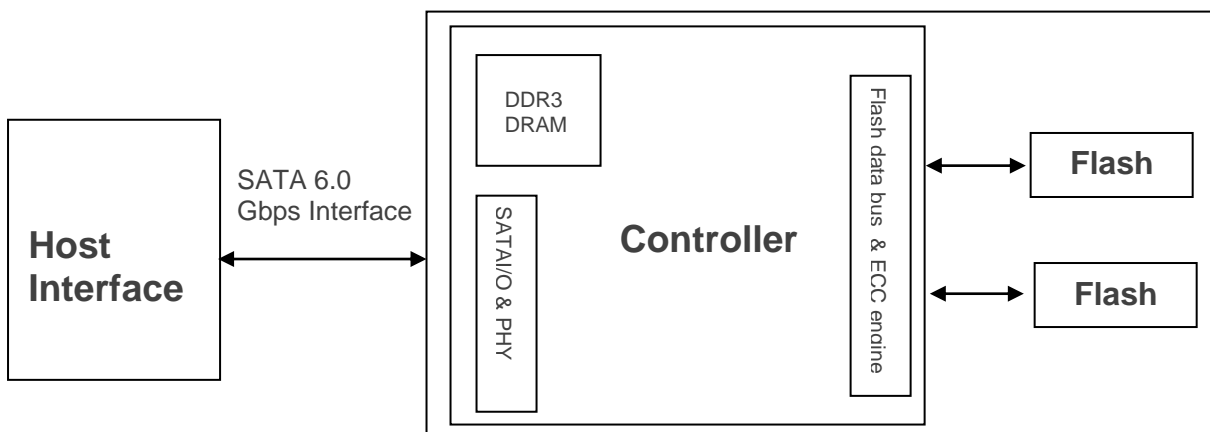 Host
Interface
SATA 6.0
Gbps Interface
DDR3
DRAM
SATAI/O & PHY
Controller
Flash data bus & ECC engine
Flash
Flash